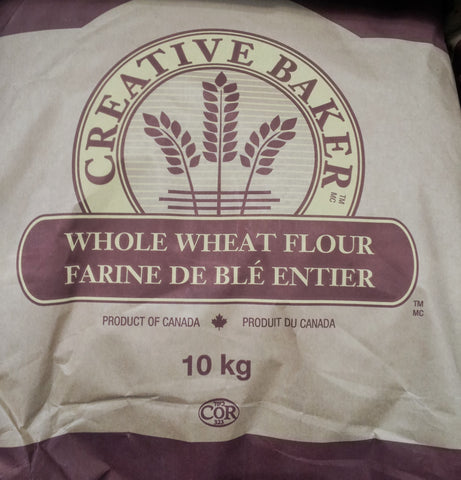 CREATIVE BAKER
TM
MC
WHOLE WHEAT FLOUR
FARINE DE BLÉ ENTIER
TM
MC
PRODUCT OF CANADA PRODUIT DU CANADA
10 kg
COR
333